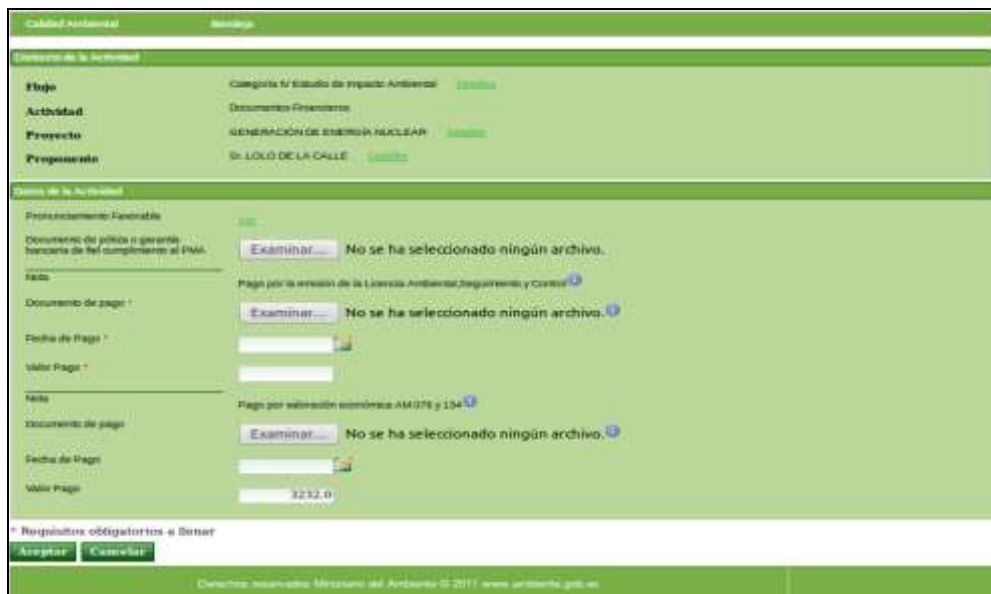 Calidad Ambiental Bandeja
Contexto de la Actividad
Flujo Categoría IV Estudio de Impacto Ambiental Detalles
Actividad Documentos Financieros
Proyecto GENERACIÓN DE ENERGIA NUCLEAR Detalles
Proponente Sr. LOLO DE LA CALLE Detalles
Datos de la Actividad
Pronunciamiento Favorable
Documento de póliza o garantía
bancaria de fiel cumplimiento al PMA Examinar... No se ha seleccionado ningún archivo.
Nota Pago por la emisión de la Licencia Ambiental,Seguimiento y Control
Documento de pago * Examinar... No se ha seleccionado ningún archivo.
Fecha de Pago *
Valor Pago *
Nota Pago por valoración económica AM 076 y 134
Documento de pago Examinar... No se ha seleccionado ningún archivo.
Fecha de Pago
Valor Pago 3232.0
* Requisitos obligatorios a llenar
Aceptar Cancelar
Derechos reservados Ministerio del Ambiente © 2011 www.ambiente.gob.ec